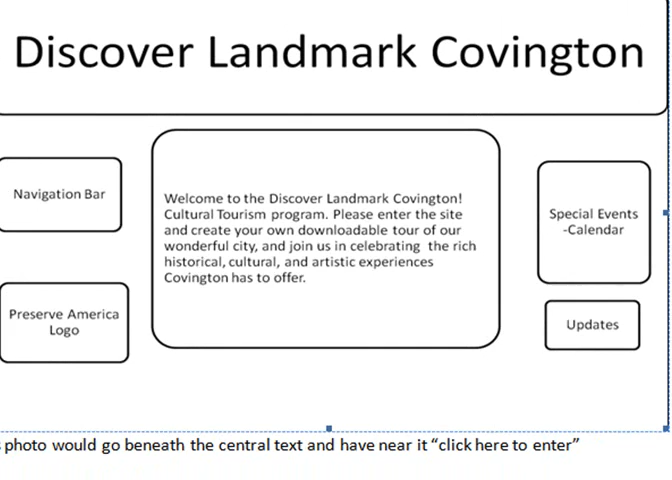 Discover Landmark Covington
Navigation Bar
Welcome to the Discover Landmark Covington!
Cultural Tourism program. Please enter the site
and create your own downloadable tour of our
wonderful city, and join us in celebrating the rich
historical, cultural, and artistic experiences
Covington has to offer.
Special Events
-Calendar
Preserve America
Logo
Updates
photo would go beneath the central text and have near it “click here to enter”